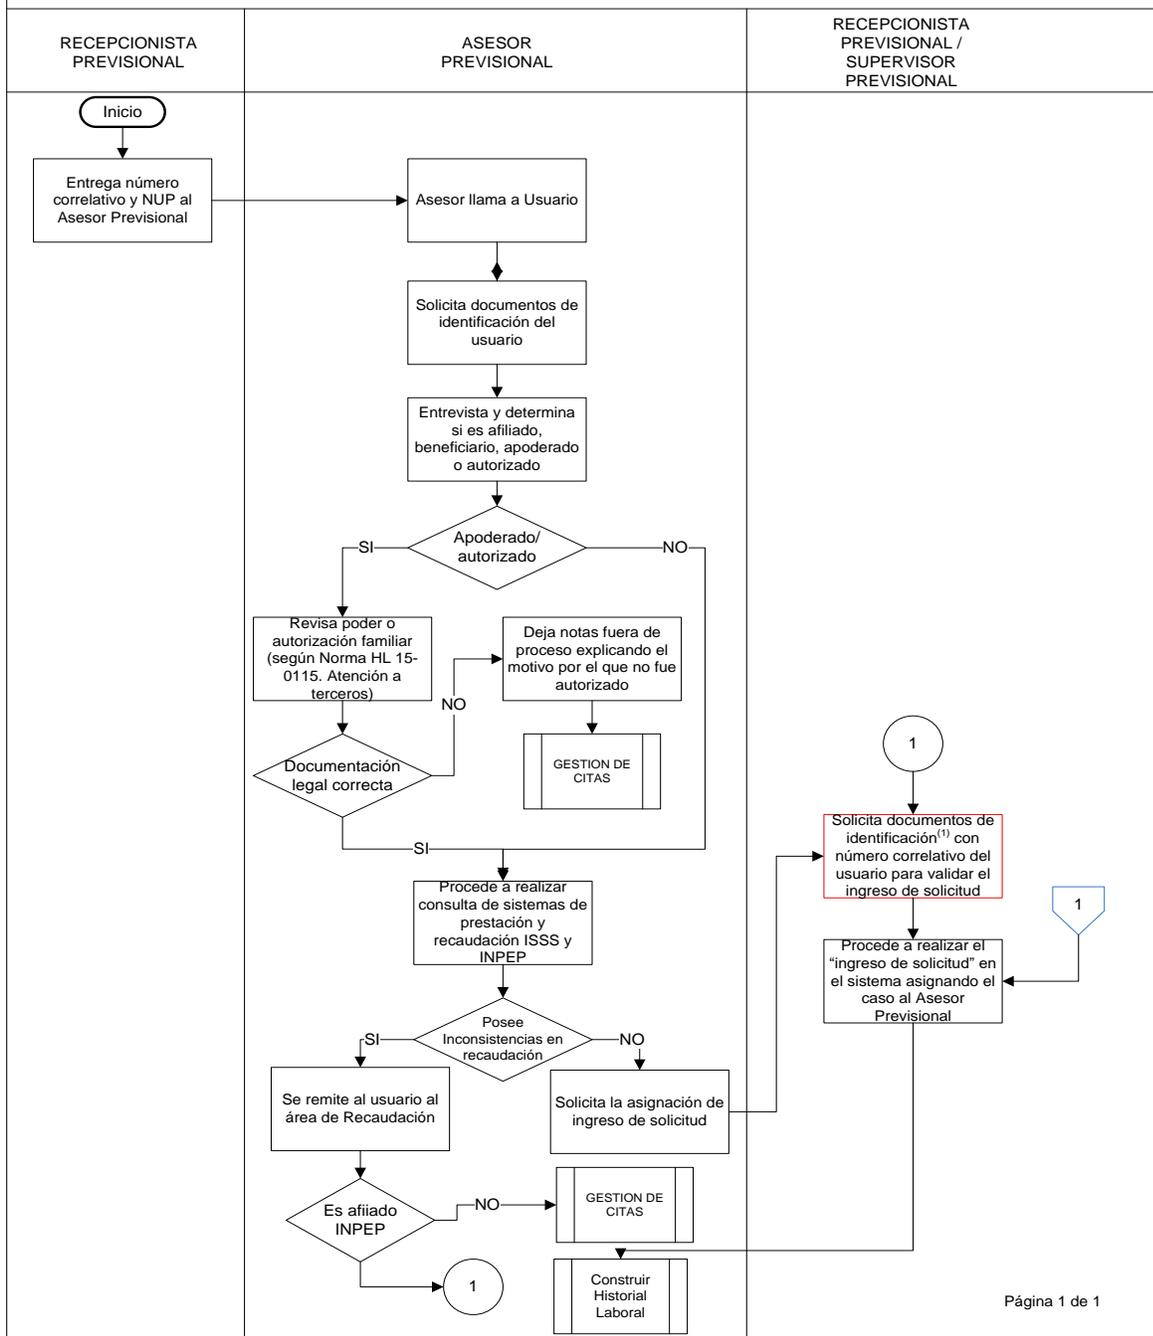 RECEPCIONISTA
PREVISIONAL
ASESOR
PREVISIONAL
RECEPCIONISTA
PREVISIONAL /
SUPERVISOR
PREVISIONAL
Inicio
Entrega número
correlativo y NUP al
Asesor Previsional
Asesor llama a Usuario
Solicita documentos de
identificación del
usuario
Entrevista y determina
si es afiliado,
beneficiario, apoderado
o autorizado
Apoderado/
autorizado
SI
NO
Revisa poder o
autorización familiar
(según Norma HL 15-
0115. Atención a
terceros)
Deja notas fuera de
proceso explicando el
motivo por el que no fue
autorizado
NO
Documentación
legal correcta
GESTION DE
CITAS
SI
1
Solicita documentos de
identificación(1) con
número correlativo del
usuario para validar el
ingreso de solicitud
Procede a realizar
consulta de sistemas de
prestación y
recaudación ISSS y
INPEP
1
Procede a realizar el
“ingreso de solicitud” en
el sistema asignando el
caso al Asesor
Previsional
Posee
Inconsistencias en
recaudación
SI
NO
Se remite al usuario al
área de Recaudación
Solicita la asignación de
ingreso de solicitud
Es afiiado
INPEP
NO
GESTION DE
CITAS
1
Construir
Historial
Laboral
Página 1 de 1